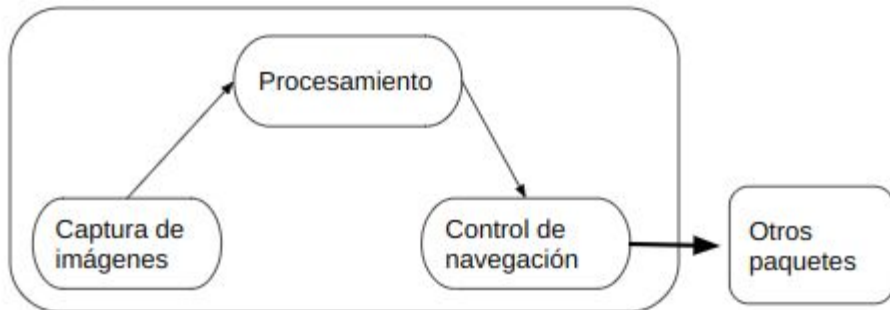 Procesamiento
Captura de
imágenes
Control de
navegación
Otros
paquetes